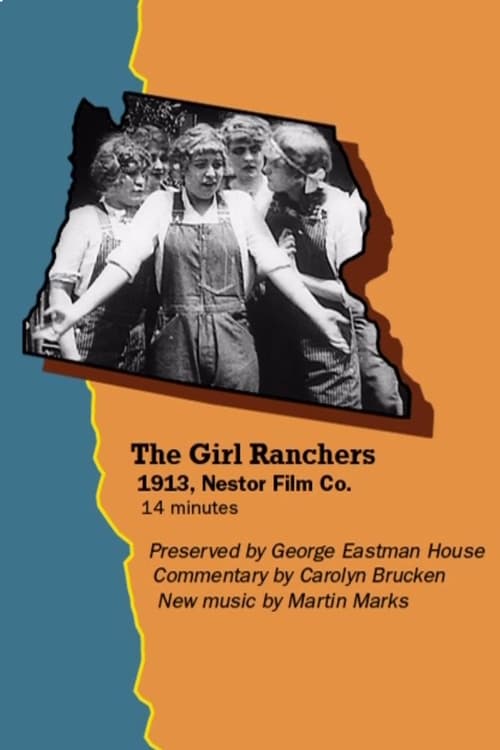 The Girl Ranchers
1913, Nestor Film Co.
14 minutes
Preserved by George Eastman House
Commentary by Carolyn Brucken
New music by Martin Marks